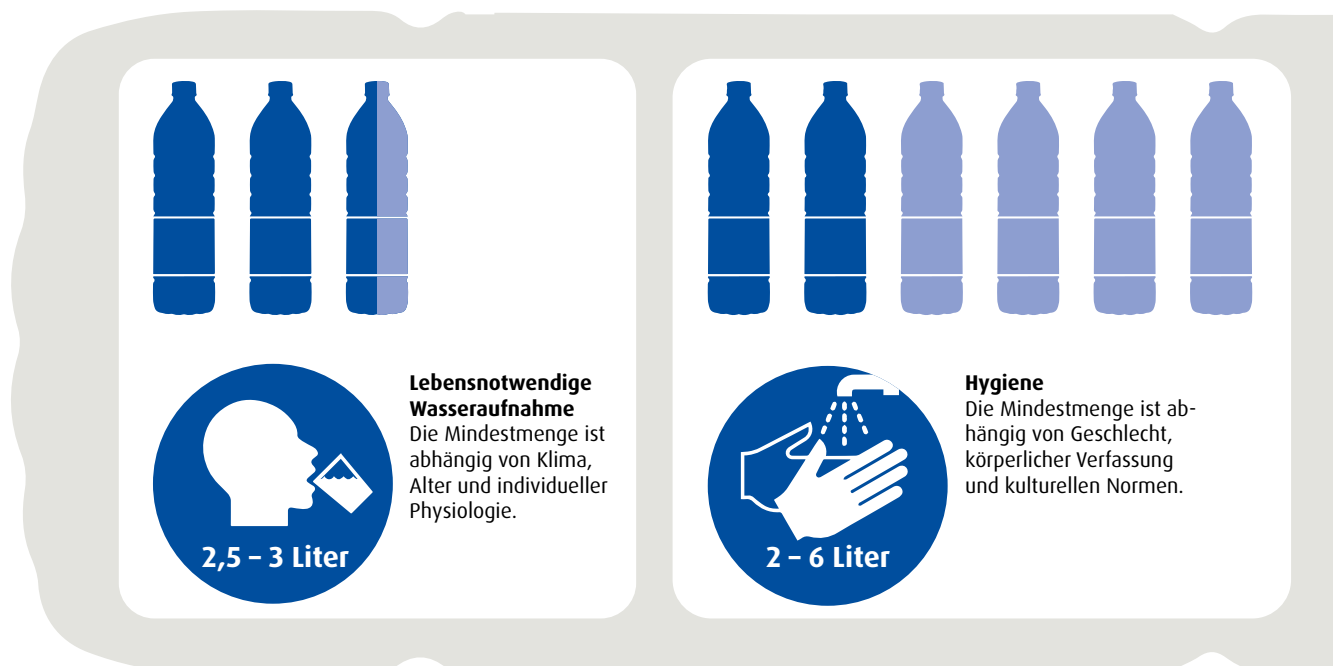 Lebensnotwendige
Wasseraufnahme
Die Mindestmenge ist
abhängig von Klima,
Alter und individueller
Physiologie.
2,5 – 3 Liter
Hygiene
Die Mindestmenge ist ab-
hängig von Geschlecht,
körperlicher Verfassung
und kulturellen Normen.
2 – 6 Liter